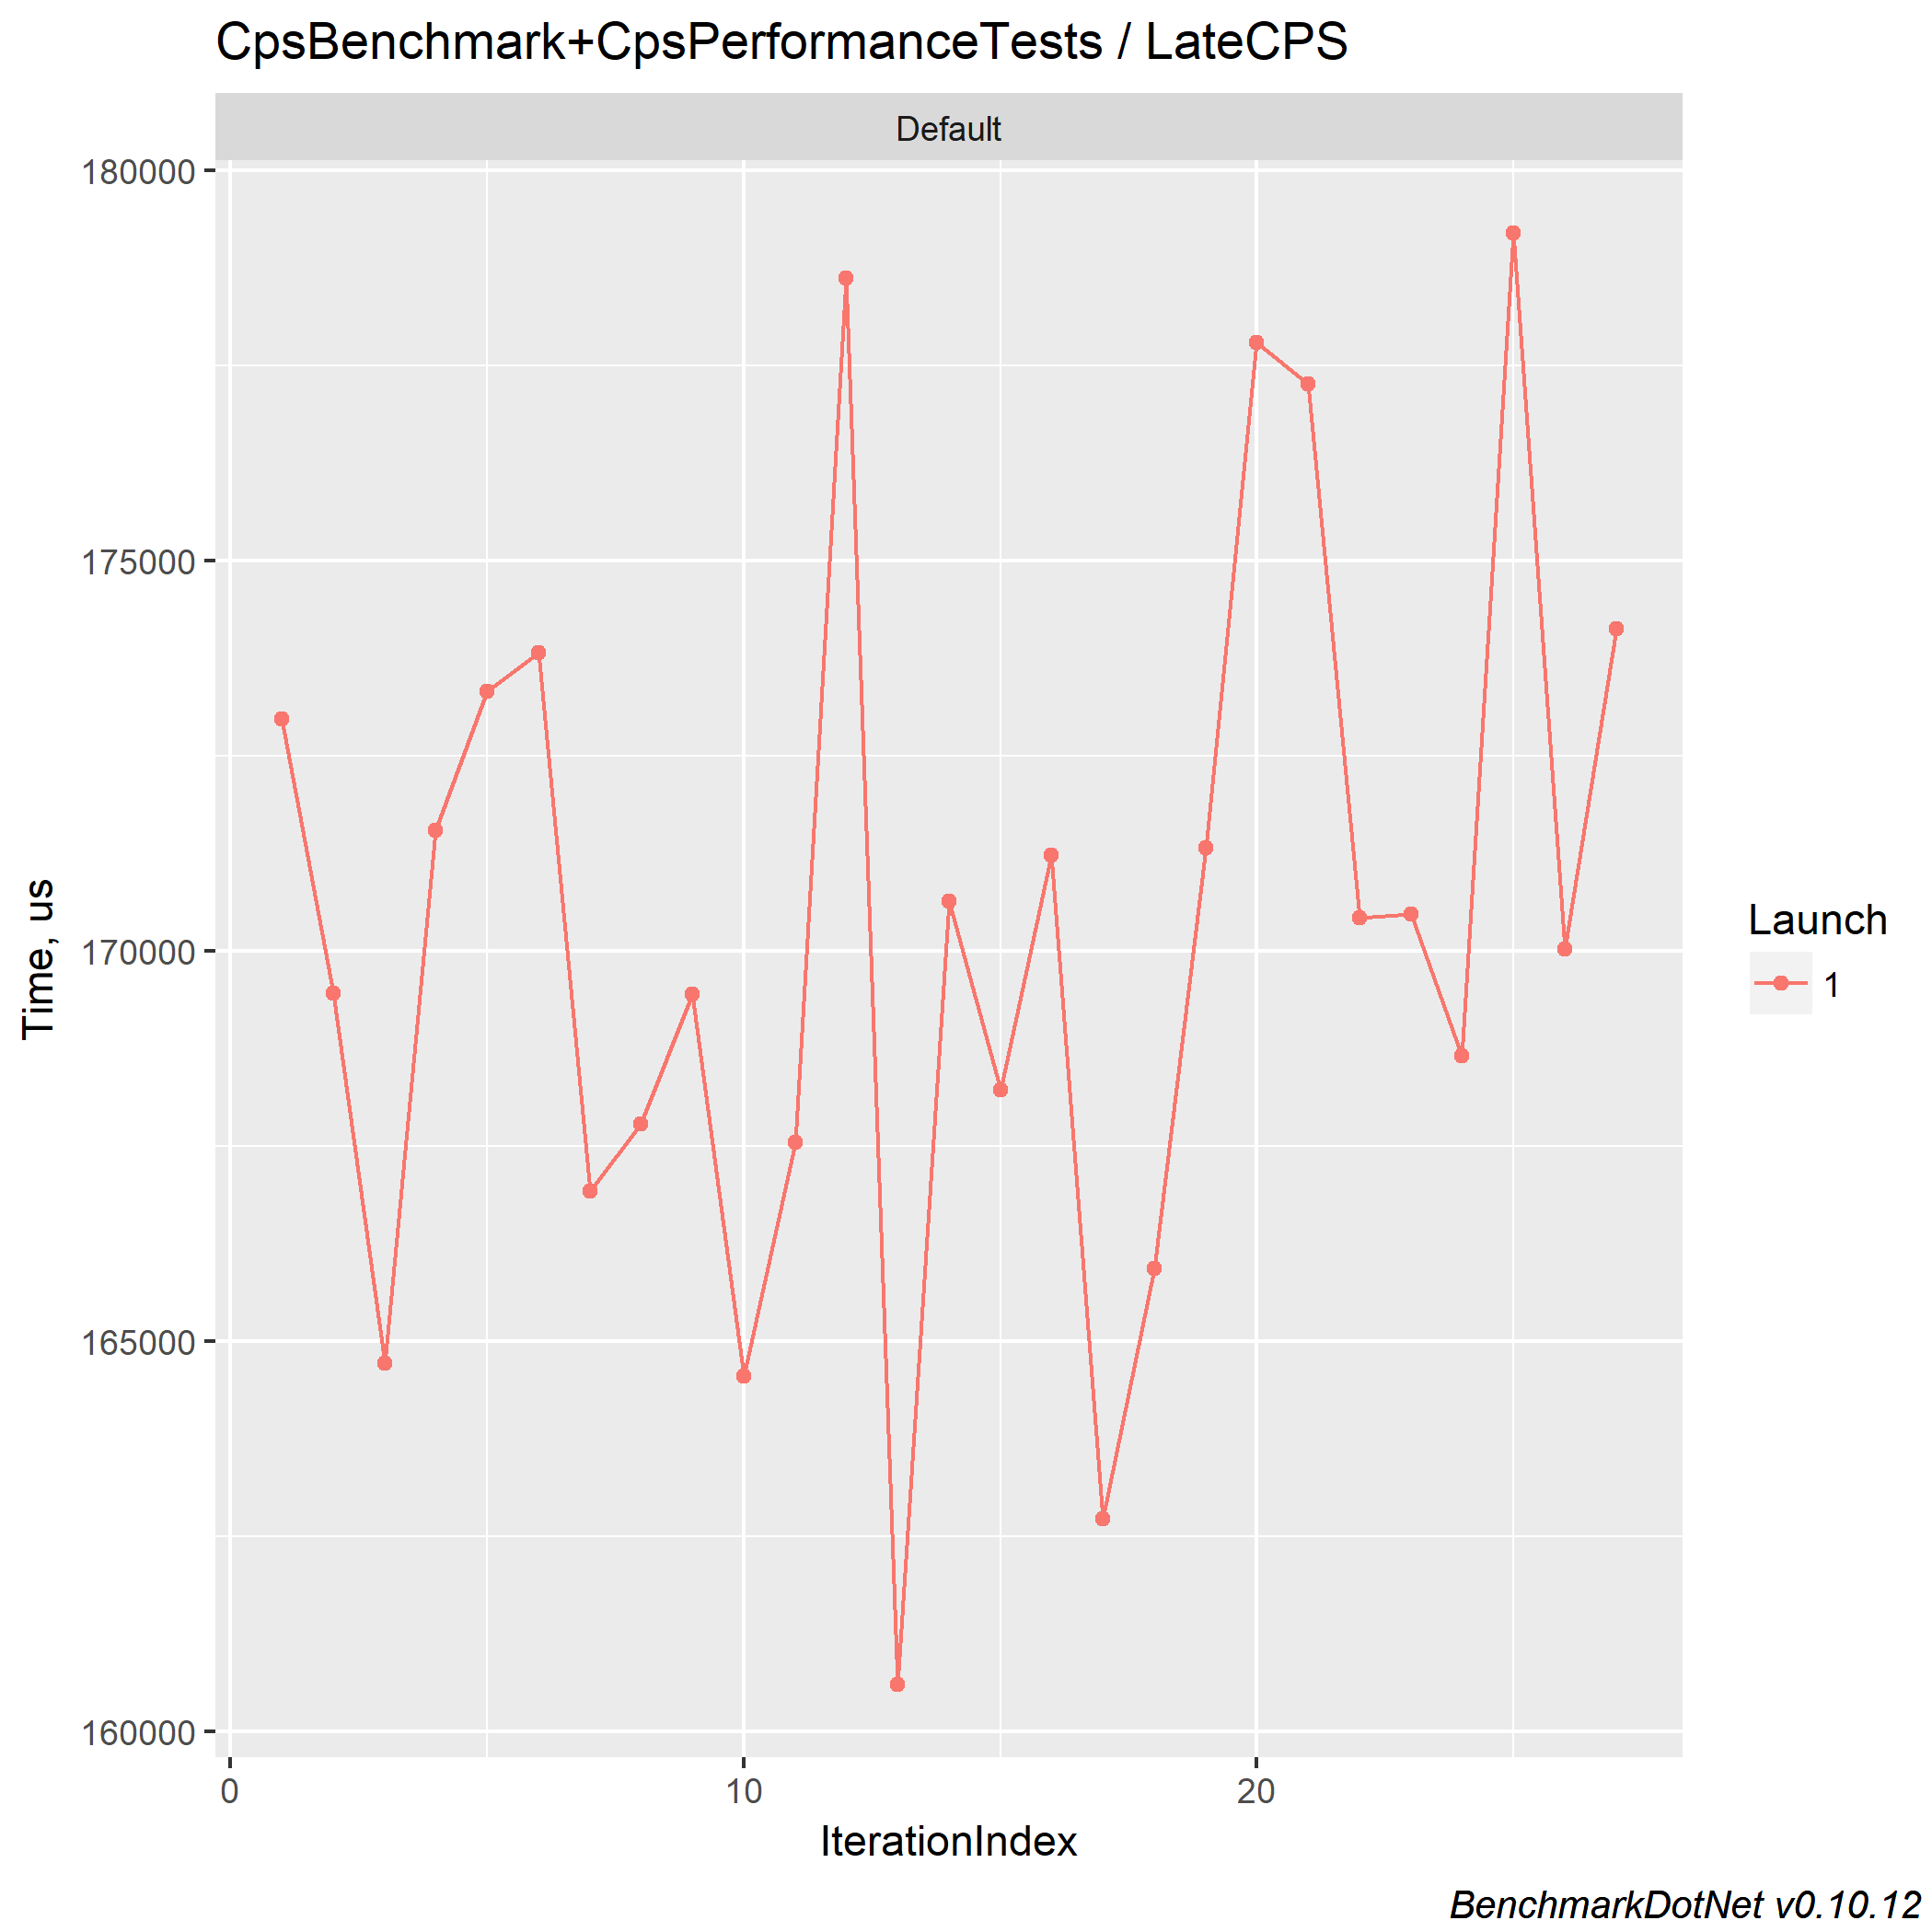 CpsBenchmark+CpsPerformanceTests / LateCPS
Default
180000
175000
170000
165000
160000
Time, us
0 10 20
IterationIndex
Launch
1
BenchmarkDotNet v0.10.12